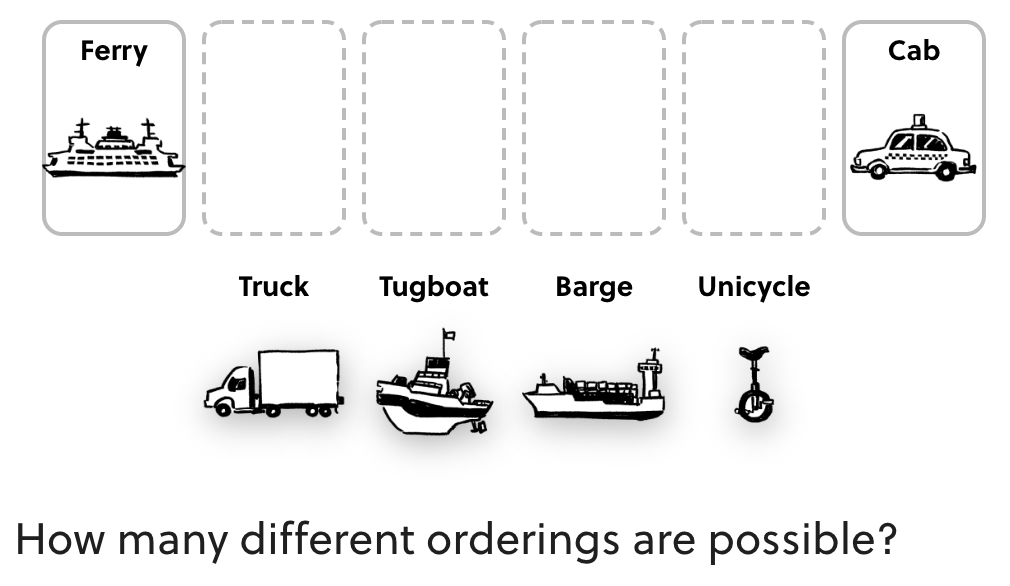 Ferry Cab
Truck Tugboat Barge Unicycle
How many different orderings are possible?